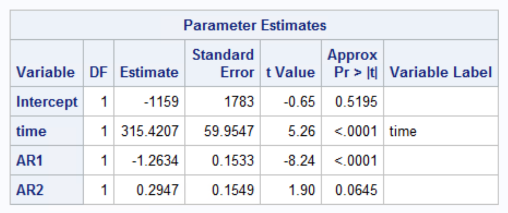 Parameter Estimates
Variable DF Estimate Standard Error t Value Approx Pr > |t| Variable Label
Intercept 1 -1159 1783 -0.65 0.5195
time 1 315.4207 59.9547 5.26 <.0001 time
AR1 1 -1.2634 0.1533 -8.24 <.0001
AR2 1 0.2947 0.1549 1.90 0.0645